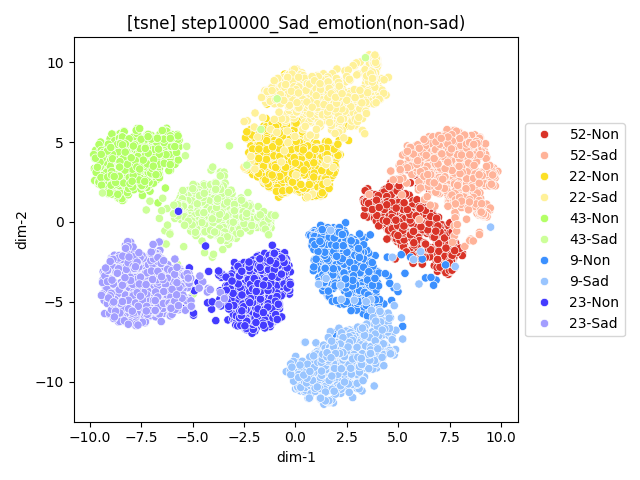 [tsne] step10000_Sad_emotion(non-sad)
10
5
0
−5
−10
dim-2
−10.0 −7.5 −5.0 −2.5 0.0 2.5 5.0 7.5 10.0
dim-1
52-Non
52-Sad
22-Non
22-Sad
43-Non
43-Sad
9-Non
9-Sad
23-Non
23-Sad